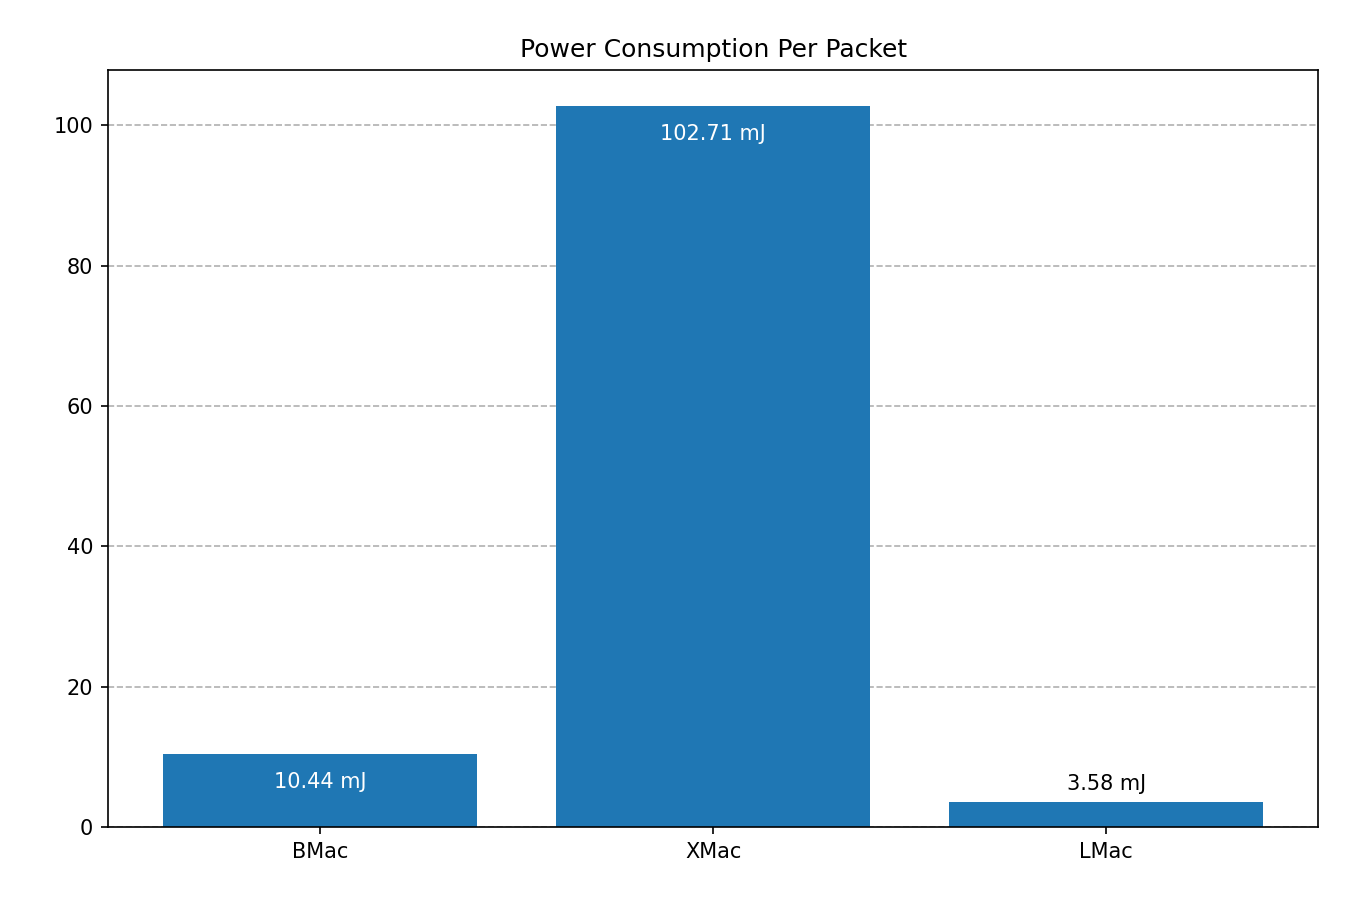 Power Consumption Per Packet
100
80
60
40
20
0
102.71 mJ
10.44 mJ
3.58 mJ
BMac
XMac
LMac